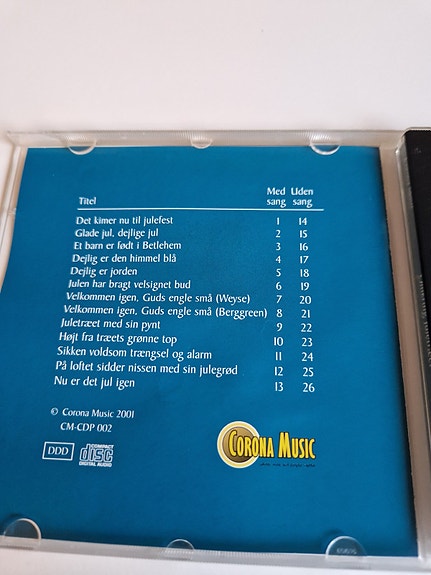 Titel Med sang Uden sang
Det kimer nu til julefest 1 14
Glade jul, dejlige jul 2 15
Et barn er født i Betlehem 3 16
Dejlig er den himmel blå 4 17
Dejlig er jorden 5 18
Julen har bragt velsignet bud 6 19
Velkommen igen, Guds engle små (Weyse) 7 20
Velkommen igen, Guds engle små (Berggreen) 8 21
Juletræet med sin pynt 9 22
Højt fra træets grønne top 10 23
Sikken voldsom trængsel og alarm 11 24
På loftet sidder nissen med sin julegrød 12 25
Nu er det jul igen 13 26
© Corona Music 2001
CM-CDP 002
DDD
COMPACT
disc
DIGITAL AUDIO
CORONA MUSIC